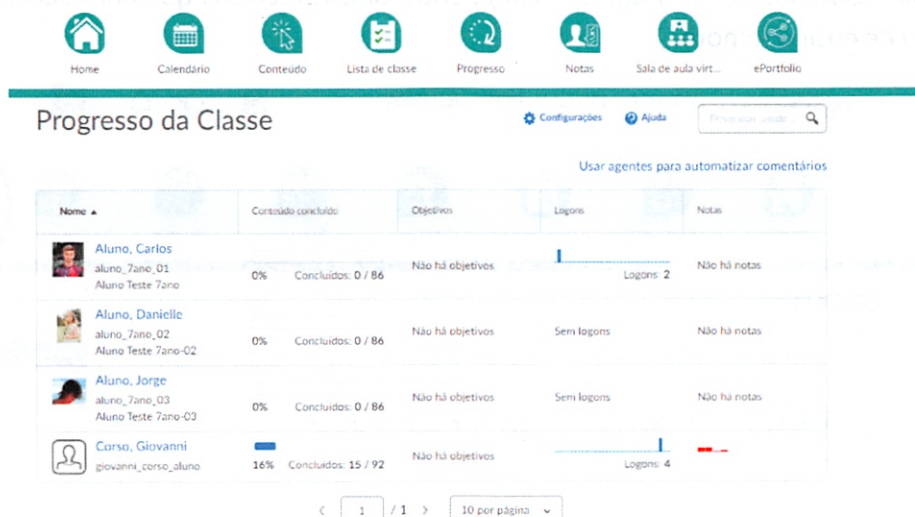 Home Calendário Conteúdo Lista de classe Progresso Notas Sala de aula virt... ePortfolio
Progresso da Classe
Configurações Ajuda
Usar agentes para automatizar comentários
Nome Conteúdo concluído Objetivos Logons Notas
Aluno, Carlos
aluno_7ano_01
Aluno Teste 7ano
0% Concluídos: 0 / 86 Não há objetivos Logons: 2 Não há notas
Aluno, Danielle
aluno_7ano_02
Aluno Teste 7ano-02
0% Concluídos: 0 / 86 Não há objetivos Sem logons Não há notas
Aluno, Jorge
aluno_7ano_03
Aluno Teste 7ano-03
0% Concluídos: 0 / 86 Não há objetivos Sem logons Não há notas
Corso, Giovanni
giovanni_corso_aluno
16% Concluídos: 15 / 92 Não há objetivos Logons: 4
1 / 1 10 por página